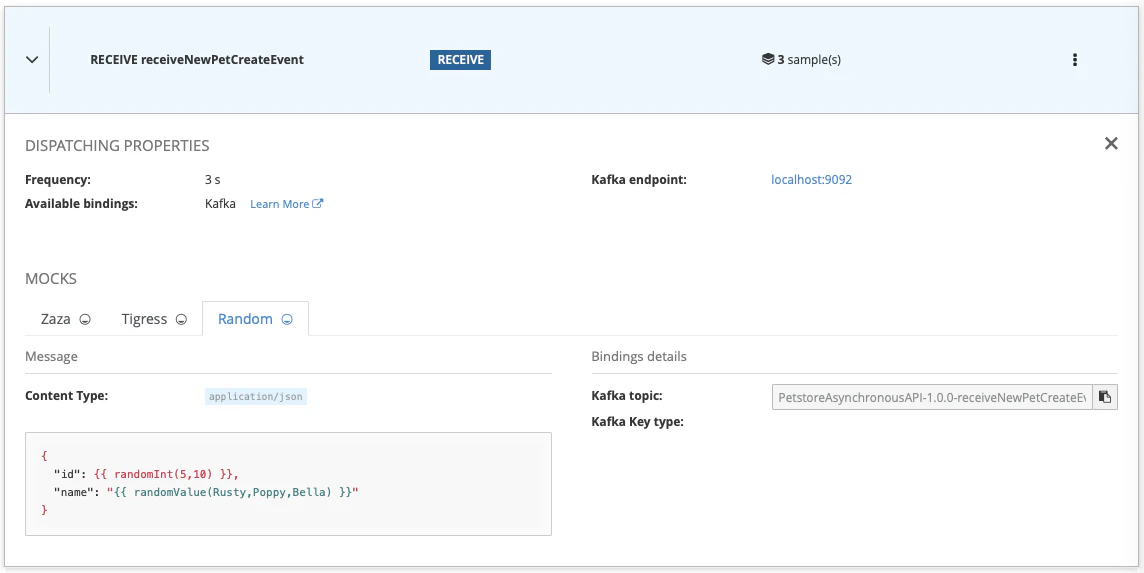 RECEIVE receiveNewPetCreateEvent RECEIVE 3 sample(s)
DISPATCHING PROPERTIES
Frequency: 3 s Kafka endpoint: localhost:9092
Available bindings: Kafka Learn More
MOCKS
Zaza Tigress Random
Message Bindings details
Content Type: application/json Kafka topic: PetstoreAsynchronousAPI-1.0.0-receiveNewPetCreateEv
Kafka Key type:
{
"id": {{ randomInt(5,10) }},
"name": "{{ randomValue(Rusty,Poppy,Bella) }}"
}